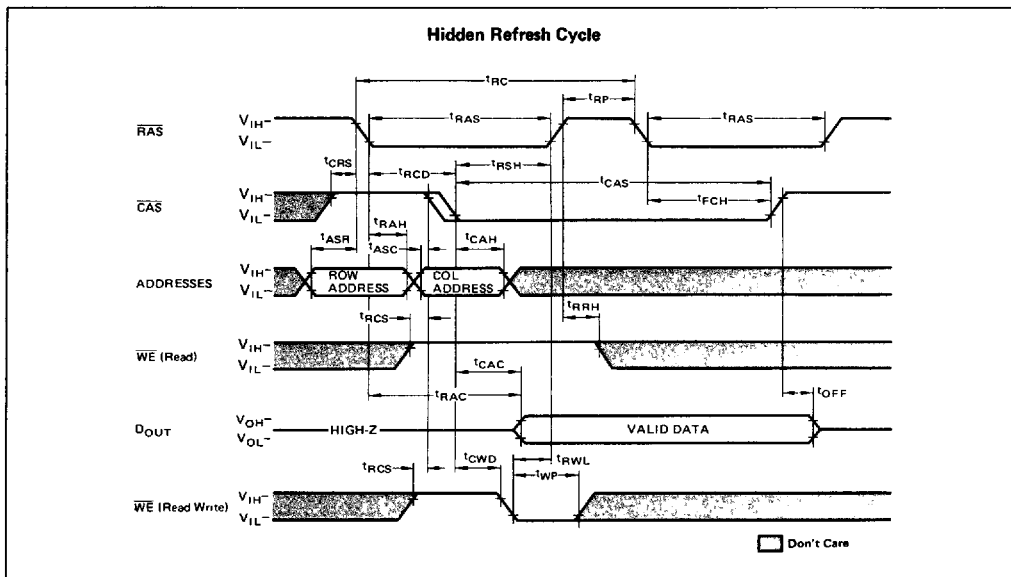 Hidden Refresh Cycle
tRC
tRP
RAS
VIH–
VIL–
tRAS
tRAS
tCRS
tRCD
tRSH
tCAS
CAS
VIH–
VIL–
tFCH
tRAH
tASR
tASC
tCAH
ADDRESSES
VIH–
VIL–
ROW ADDRESS
COL ADDRESS
tRCS
tRRH
WE (Read)
VIH–
VIL–
tCAC
tRAC
tOFF
DOUT
VOH–
VOL–
HIGH-Z
VALID DATA
tRCS
tCWD
tRWL
tWP
WE (Read Write)
VIH–
VIL–
Don't Care